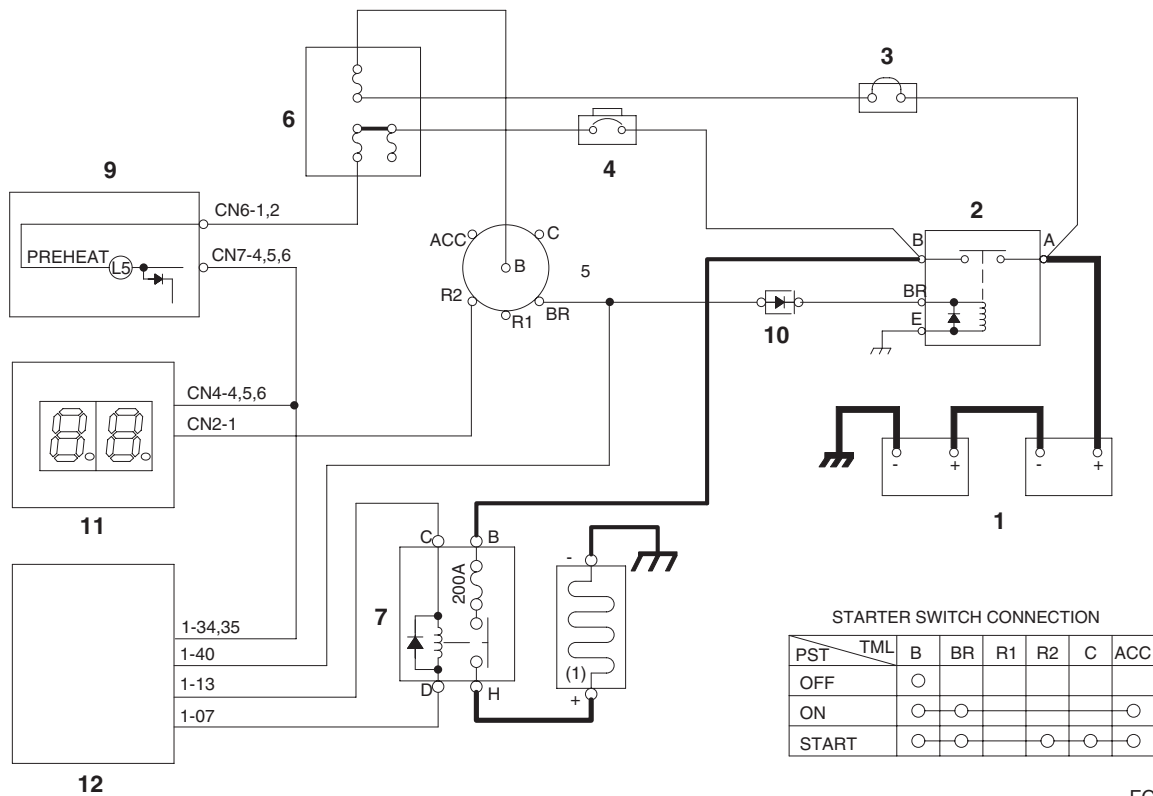 3
6
4
9
2
CN6-1,2
ACC
C
B
A
PREHEAT
L5
CN7-4,5,6
B
5
R2
BR
BR
R1
E
10
CN4-4,5,6
CN2-1
88
- + - +
11
1
C
B
-
200A
7
STARTER SWITCH CONNECTION
PST TML B BR R1 R2 C ACC
1-34,35
OFF
1-40
(1)
1-13
D
H
+
ON
1-07
START
12